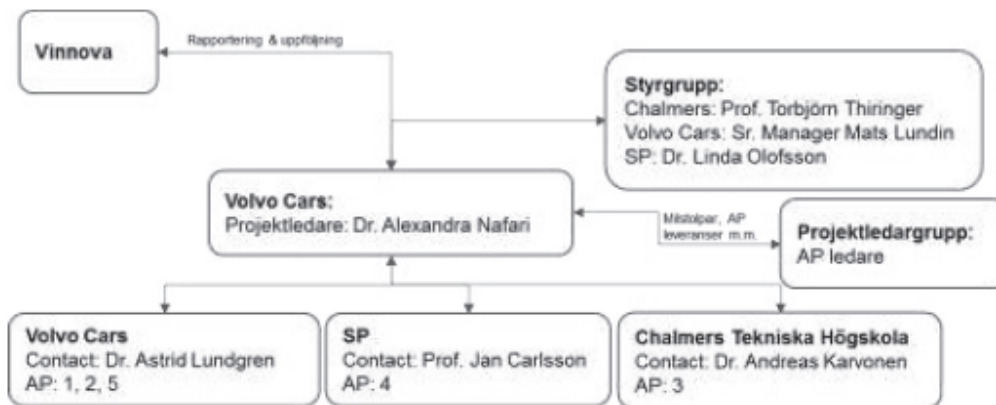 Vinnova
Rapportering & uppföljning
Styrgrupp:
Chalmers: Prof. Torbjörn Thiringer
Volvo Cars: Sr. Manager Mats Lundin
SP: Dr. Linda Olofsson
Volvo Cars:
Projektledare: Dr. Alexandra Nafari
Milstolpar, AP
leveranser m.m.
Projektledargrupp:
AP ledare
Volvo Cars
Contact: Dr. Astrid Lundgren
AP: 1, 2, 5
SP
Contact: Prof. Jan Carlsson
AP: 4
Chalmers Tekniska Högskola
Contact: Dr. Andreas Karvonen
AP: 3